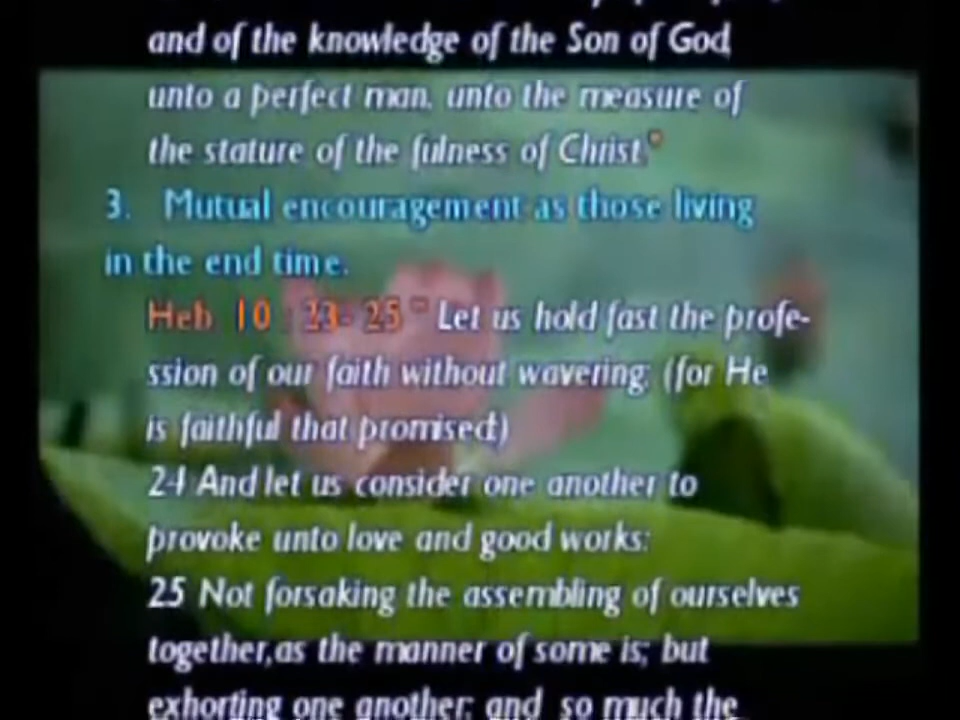 and of the knowledge of the Son of God,
unto a perfect man, unto the measure of
the stature of the fulness of Christ."
3. Mutual encouragement as those living
in the end time.
Heb 10 : 23- 25 " Let us hold fast the profe-
ssion of our faith without wavering; (for He
is faithful that promised;)
24 And let us consider one another to
provoke unto love and good works:
25 Not forsaking the assembling of ourselves
together,as the manner of some is; but
exhorting one another: and so much the